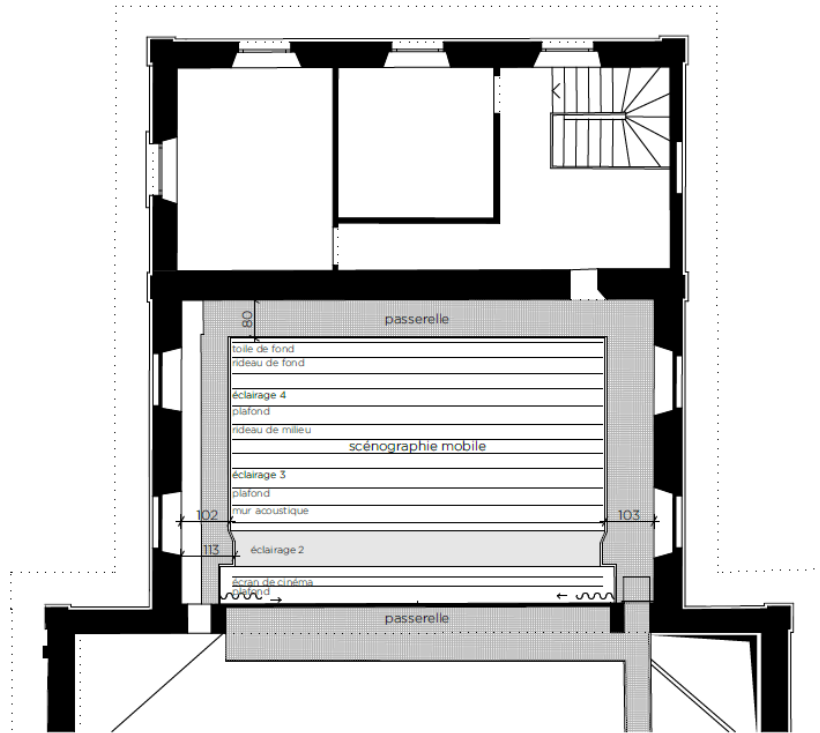 passerelle
80
toile de fond
rideau de fond
éclairage 4
plafond
rideau de milieu
scénographie mobile
éclairage 3
plafond
mur acoustique
102
103
113
éclairage 2
écran de cinéma
plafond
passerelle